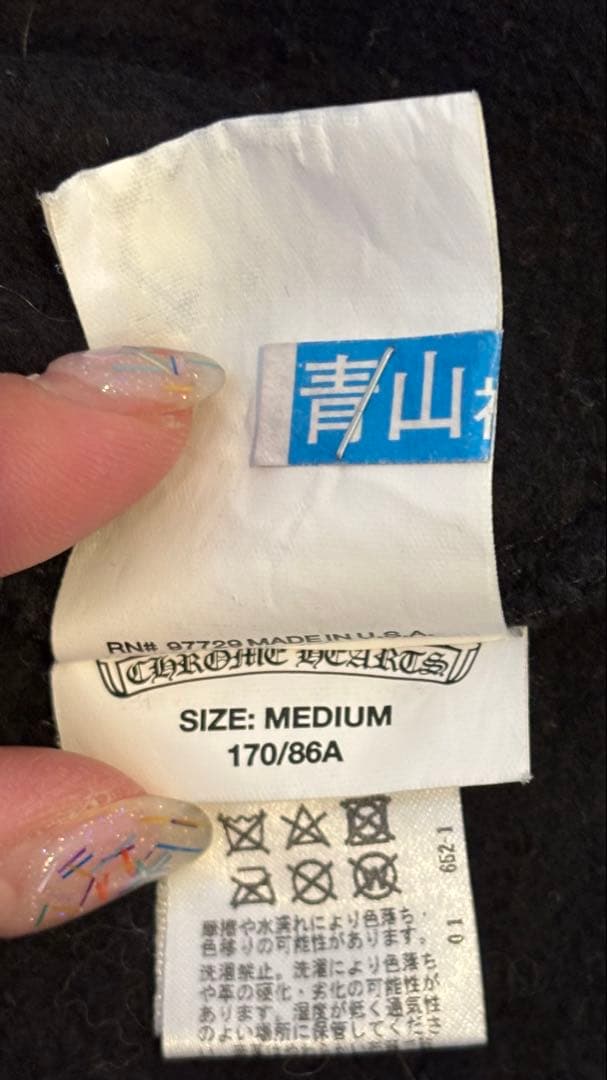 青山
RN# 97729 MADE IN U.S.A.
CHROME HEARTS
SIZE: MEDIUM
170/86A
652-1
01
摩擦や水濡れにより色落ち・
色移りの可能性があります。
洗濯禁止。洗濯により色落ち
や革の硬化・劣化の可能性が
あります。湿度が低く通気性
のよい場所に保管してくださ